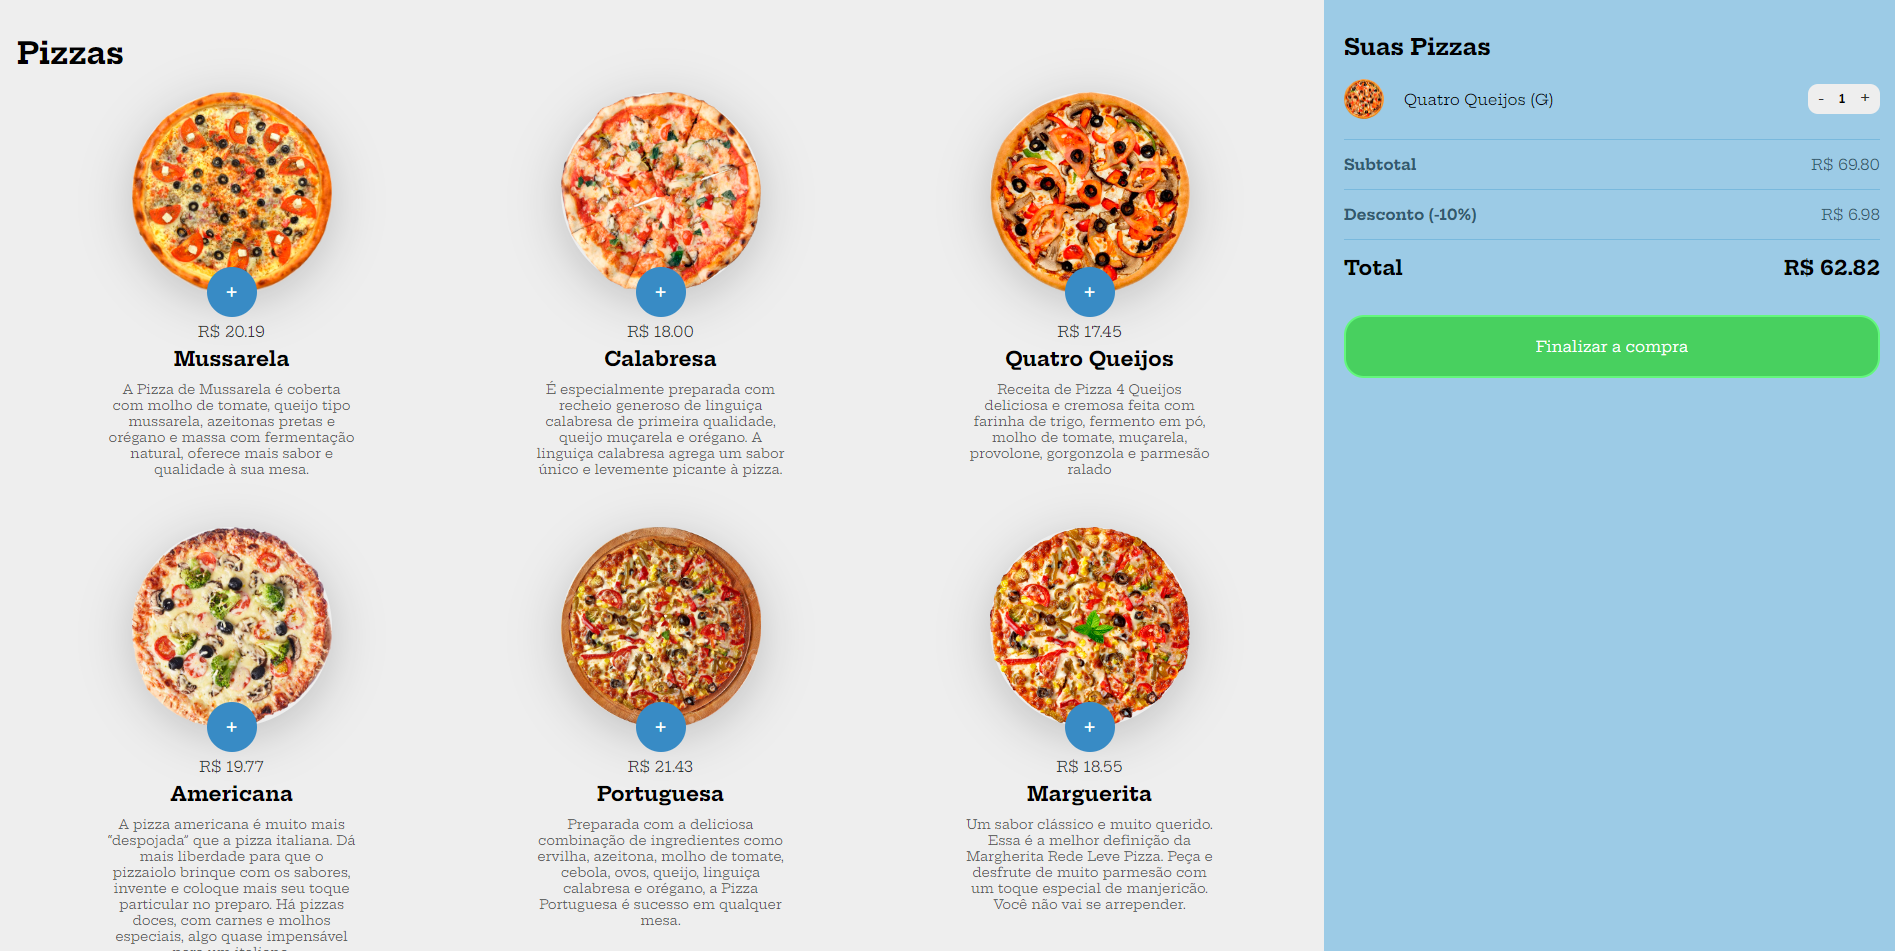 Pizzas
+
R$ 20.19
Mussarela
A Pizza de Mussarela é coberta
com molho de tomate, queijo tipo
mussarela, azeitonas pretas e
orégano e massa com fermentação
natural, oferece mais sabor e
qualidade à sua mesa.
+
R$ 18.00
Calabresa
É especialmente preparada com
recheio generoso de linguiça
calabresa de primeira qualidade,
queijo muçarela e orégano. A
linguiça calabresa agrega um sabor
único e levemente picante à pizza.
+
R$ 17.45
Quatro Queijos
Receita de Pizza 4 Queijos
deliciosa e cremosa feita com
farinha de trigo, fermento em pó,
molho de tomate, muçarela,
provolone, gorgonzola e parmesão
ralado
+
R$ 19.77
Americana
A pizza americana é muito mais
“despojada” que a pizza italiana. Dá
mais liberdade para que o
pizzaiolo brinque com os sabores,
invente e coloque mais seu toque
particular no preparo. Há pizzas
doces, com carnes e molhos
especiais, algo quase impensável
+
R$ 21.43
Portuguesa
Preparada com a deliciosa
combinação de ingredientes como
ervilha, azeitona, molho de tomate,
cebola, ovos, queijo, linguiça
calabresa e orégano, a Pizza
Portuguesa é sucesso em qualquer
mesa.
+
R$ 18.55
Marguerita
Um sabor clássico e muito querido.
Essa é a melhor definição da
Margherita Rede Leve Pizza. Peça e
desfrute de muito parmesão com
um toque especial de manjericão.
Você não vai se arrepender.
Suas Pizzas
Quatro Queijos (G) - 1 +
Subtotal R$ 69.80
Desconto (-10%) R$ 6.98
Total R$ 62.82
Finalizar a compra